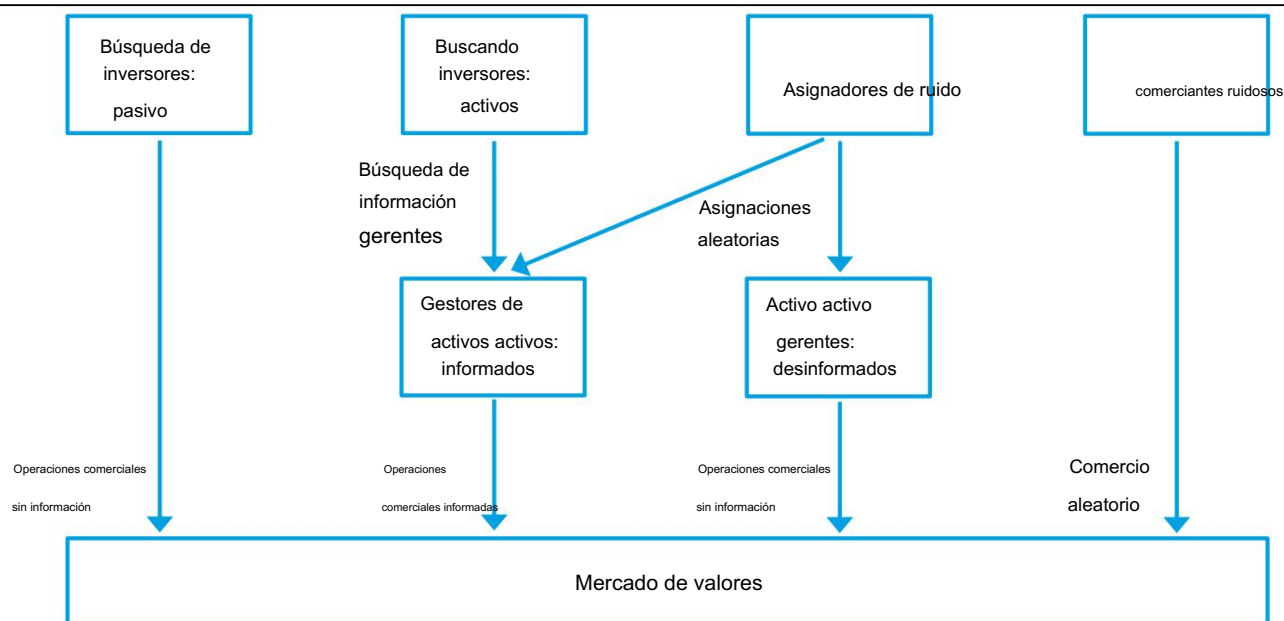 Búsqueda de
inversores:
pasivo
Buscando
inversores:
activos
Asignadores de ruido
comerciantes ruidosos
Búsqueda de
información
gerentes
Asignaciones
aleatorias
Gestores de
activos activos:
informados
Activo activo
gerentes:
desinformados
Operaciones comerciales
sin información
Operaciones
comerciales informadas
Operaciones comerciales
sin información
Comercio
aleatorio
Mercado de valores